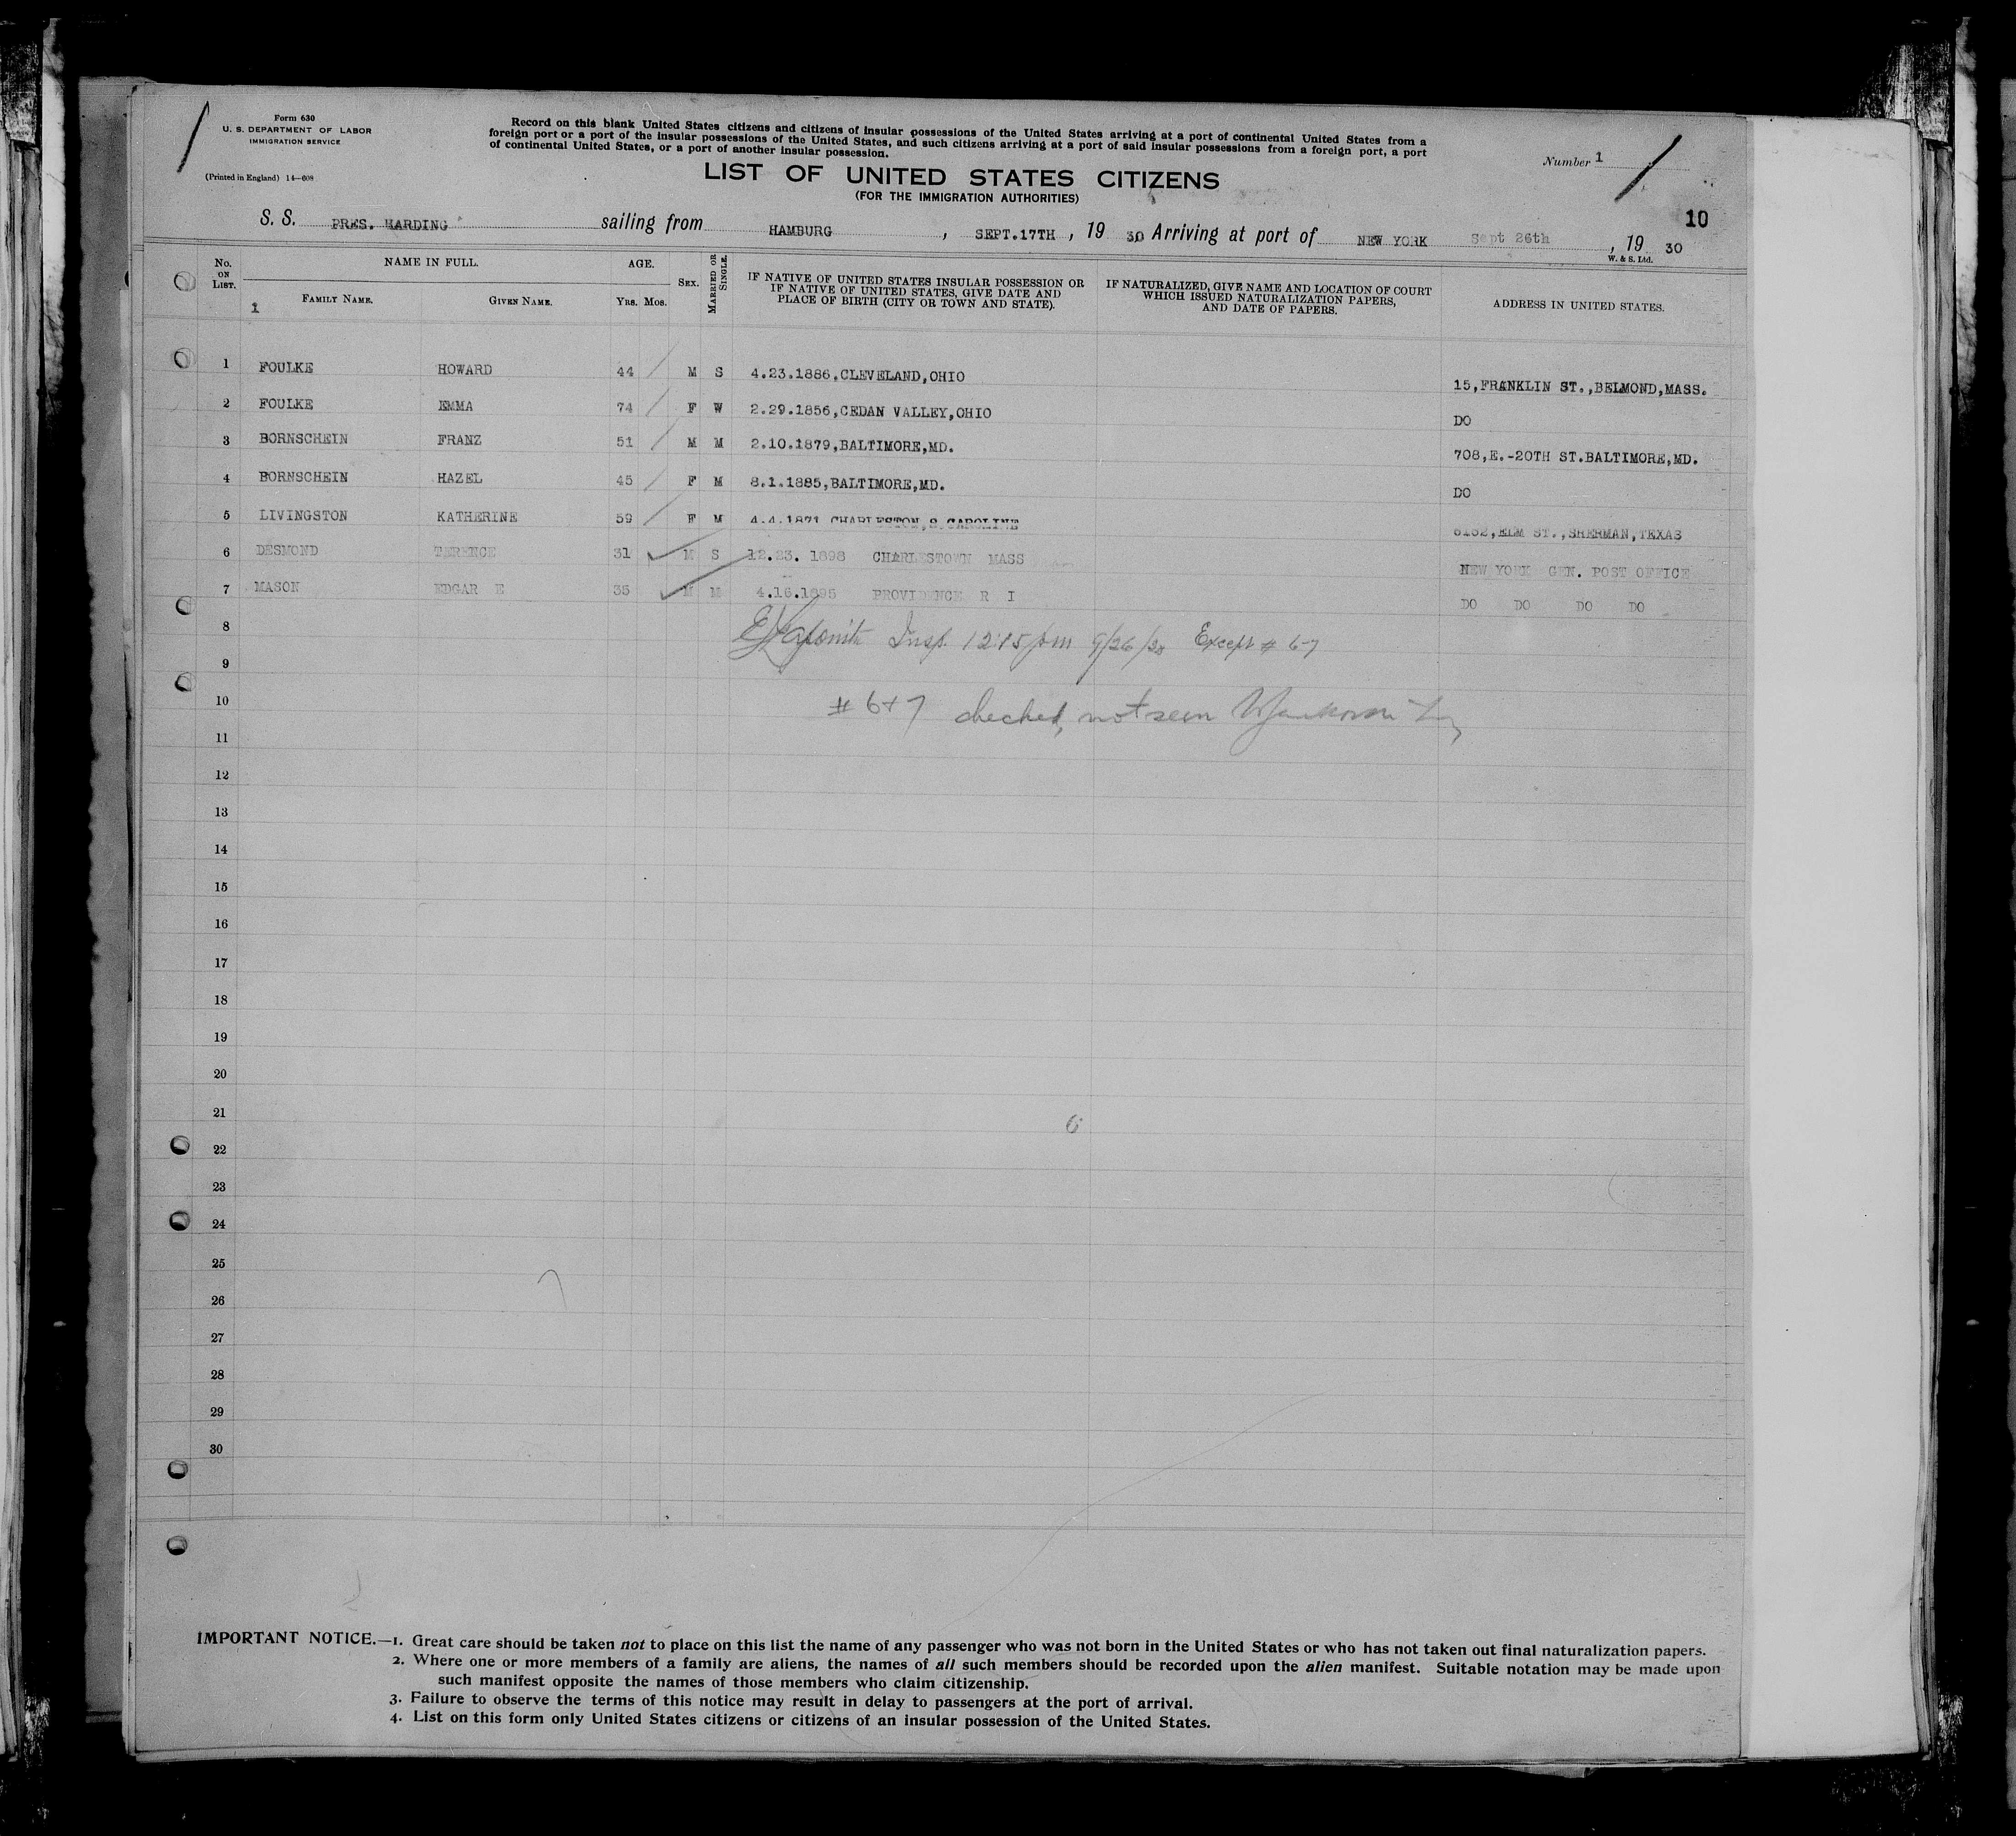 Form 630
U. S. DEPARTMENT OF LABOR
IMMIGRATION SERVICE
(Printed in England) 14—608
Record on this blank United States citizens and citizens of insular possessions of the United States arriving at a port of continental United States from a
foreign port or a port of the insular possessions of the United States, and such citizens arriving at a port of said insular possessions from a foreign port, a port
of continental United States, or a port of another insular possession.
Number 1
LIST OF UNITED STATES CITIZENS
(FOR THE IMMIGRATION AUTHORITIES)
10
S. S. PRES. HARDING sailing from HAMBURG, SEPT.17TH, 19 30 Arriving at port of NEW YORK Sept 26th, 19 30
W. & S. Ltd.
No. ON LIST. NAME IN FULL. AGE. SEX. MARRIED OR SINGLE. IF NATIVE OF UNITED STATES INSULAR POSSESSION OR IF NATIVE OF UNITED STATES, GIVE DATE AND PLACE OF BIRTH (CITY OR TOWN AND STATE). IF NATURALIZED, GIVE NAME AND LOCATION OF COURT WHICH ISSUED NATURALIZATION PAPERS, AND DATE OF PAPERS. ADDRESS IN UNITED STATES.
1 FAMILY NAME. GIVEN NAME. YRS. MOS.
1 FOULKE HOWARD 44 M S 4.23.1886,CLEVELAND,OHIO 15,FRANKLIN ST.,BELMOND,MASS.
2 FOULKE EMMA 74 F W 2.29.1856,CEDAN VALLEY,OHIO DO
3 BORNSCHEIN FRANZ 51 M M 2.10.1879,BALTIMORE,MD. 708,E.-20TH ST.BALTIMORE,MD.
4 BORNSCHEIN HAZEL 45 F M 8.1.1885,BALTIMORE,MD. DO
5 LIVINGSTON KATHERINE 59 F M 4.4.1871 CHARLESTON,S.CAROLINE ELM ST.,SHERMAN,TEXAS
6 DESMOND TERENCE 31 M S 12.23. 1898 CHARLESTOWN MASS NEW YORK GEN. POST OFFICE
7 MASON EDGAR E 35 M M 4.16.1895 PROVIDENCE R I DO DO DO DO
8 Insp. 12:15 pm 9/26/30 Except # 6-7
9
10 # 6+7 checked, not seen
11
12
13
14
15
16
17
18
19
20
21
22
23
24
25
26
27
28
29
30
IMPORTANT NOTICE.—1. Great care should be taken not to place on this list the name of any passenger who was not born in the United States or who has not taken out final naturalization papers.
2. Where one or more members of a family are aliens, the names of all such members should be recorded upon the alien manifest. Suitable notation may be made upon
such manifest opposite the names of those members who claim citizenship.
3. Failure to observe the terms of this notice may result in delay to passengers at the port of arrival.
4. List on this form only United States citizens or citizens of an insular possession of the United States.